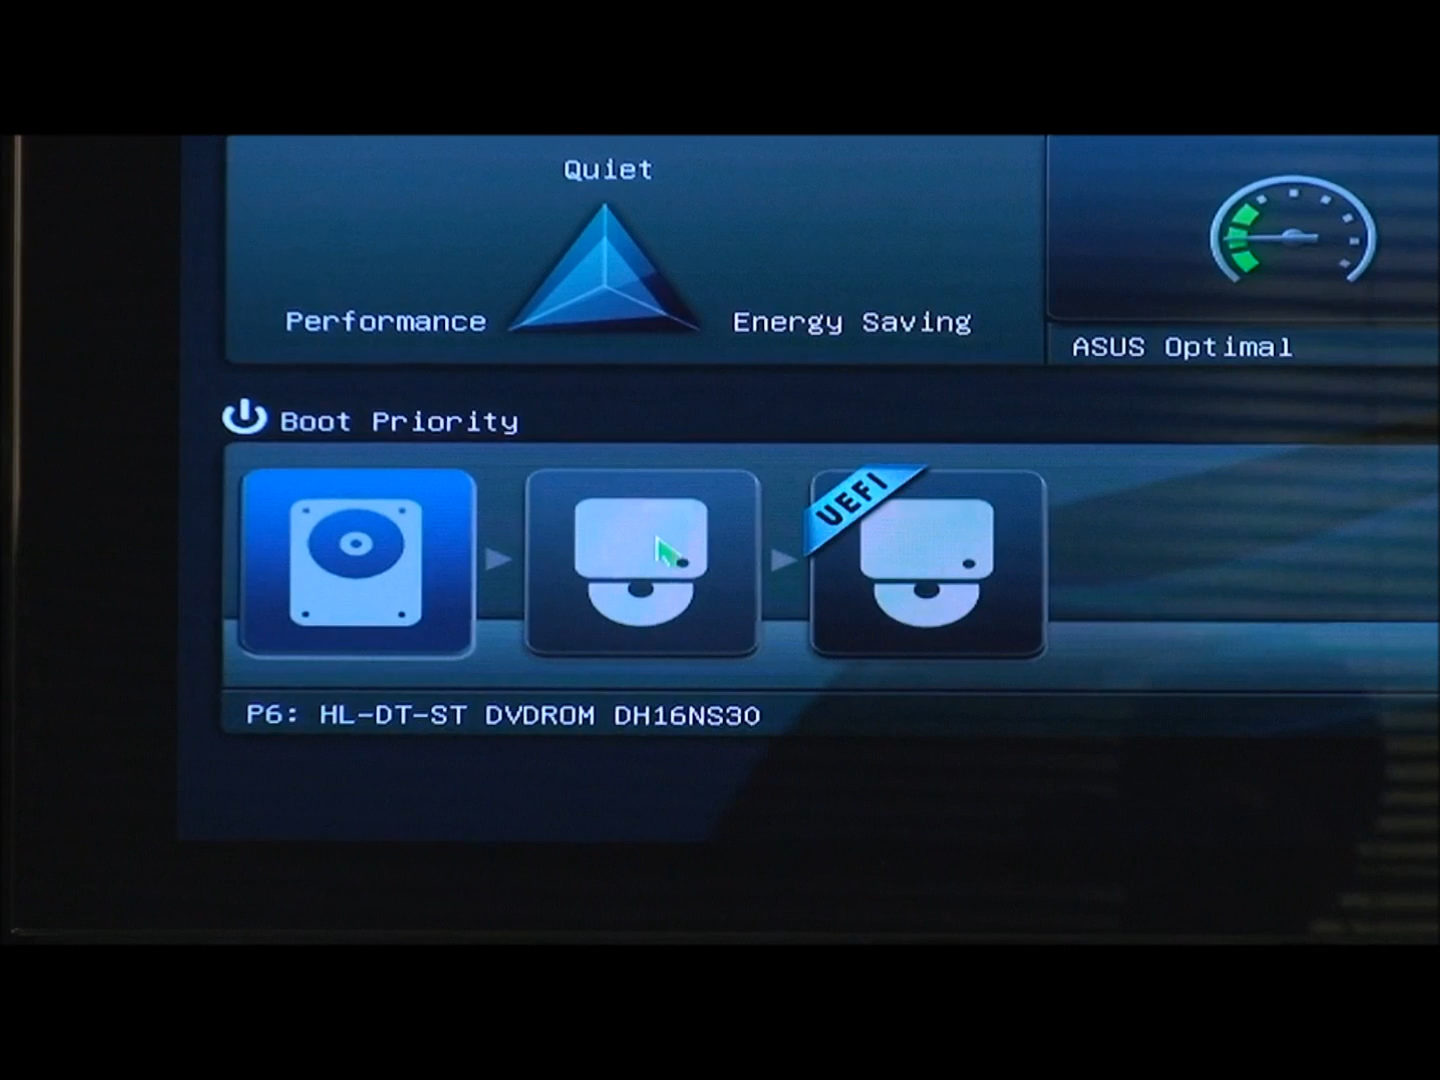 Quiet
Performance
Energy Saving
ASUS Optimal
Boot Priority
UEFI
P6: HL-DT-ST DVDROM DH16NS30